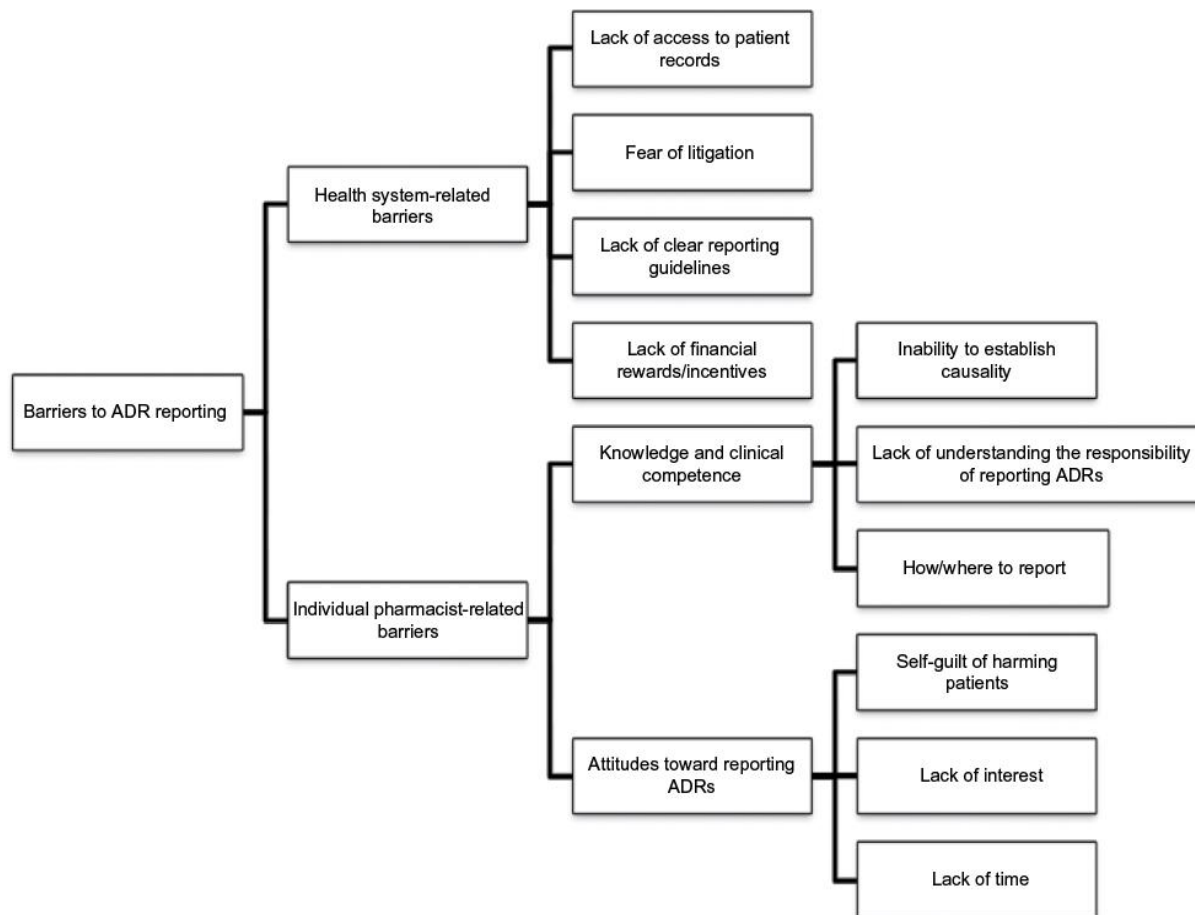 Lack of access to patient
records
Fear of litigation
Health system-related
barriers
Lack of clear reporting
guidelines
Lack of financial
rewards/incentives
Inability to establish
causality
Barriers to ADR reporting
Knowledge and clinical
competence
Lack of understanding the responsibility
of reporting ADRs
How/where to report
Individual pharmacist-related
barriers
Self-guilt of harming
patients
Attitudes toward reporting
ADRs
Lack of interest
Lack of time